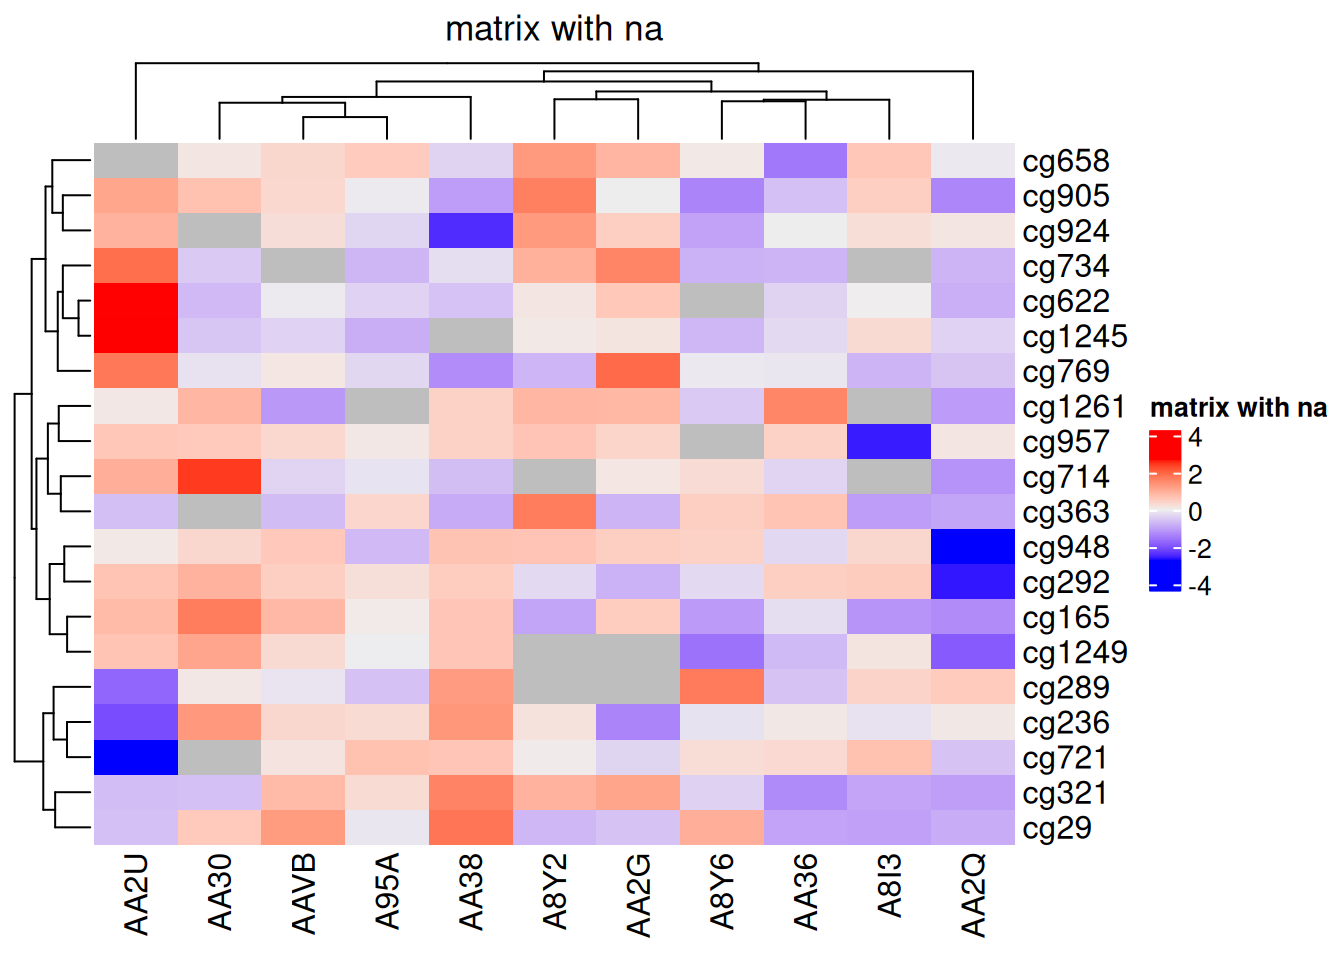 matrix with na
cg658
cg905
cg924
cg734
cg622
cg1245
cg769
cg1261
cg957
cg714
cg363
cg948
cg292
cg165
cg1249
cg289
cg236
cg721
cg321
cg29
matrix with na
4
2
0
-2
-4
AA2U
AA30
AAVB
A95A
AA38
A8Y2
AA2G
A8Y6
AA36
A8I3
AA2Q